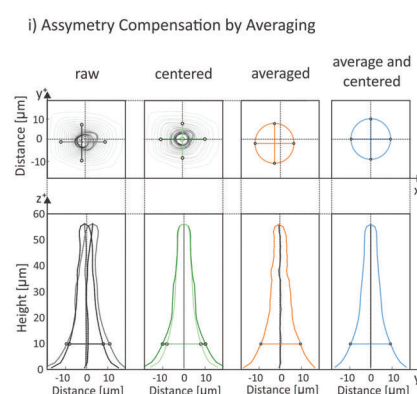 i) Assymetry Compensation by Averaging
raw
centered
averaged
average and
centered
y
Distance [µm]
20
10
0
-10
x
z
Height [µm]
60
50
40
30
20
10
0
-10 0 10
-10 0 10
-10 0 10
-10 0 10
y
Distance [µm]
Distance [µm]
Distance [µm]
Distance [µm]